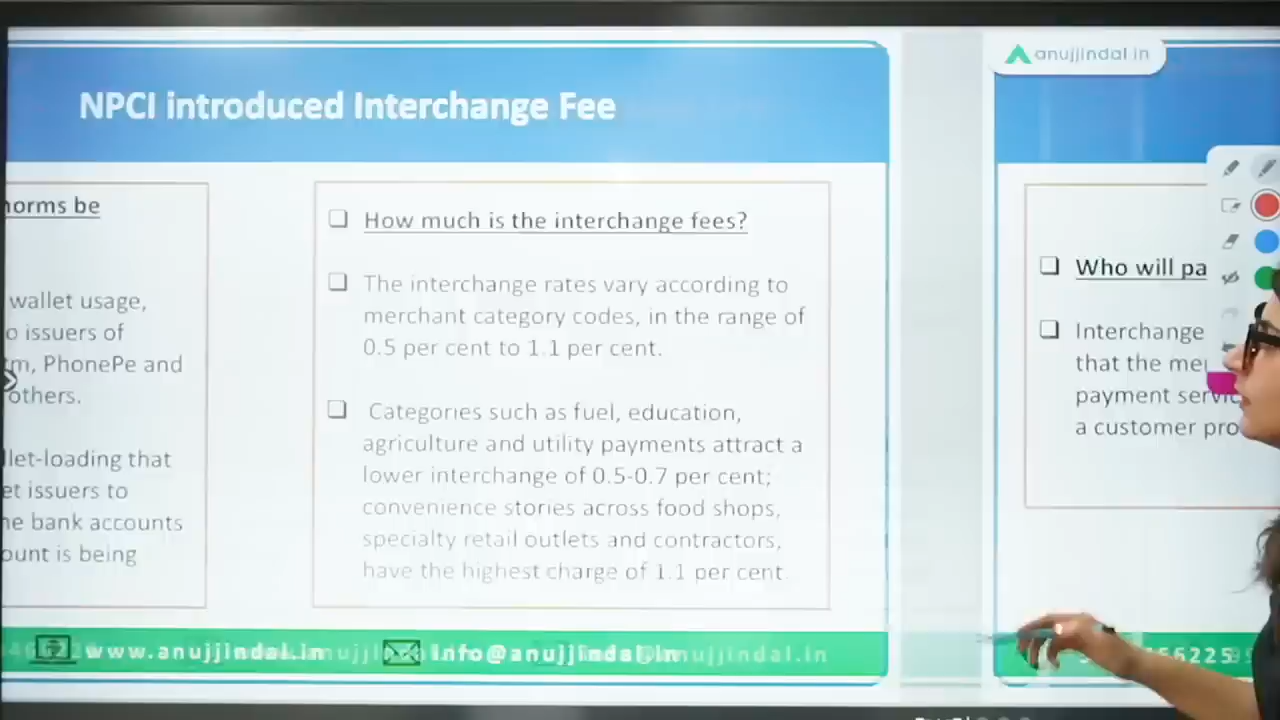 anujjindal.in
NPCI introduced Interchange Fee
norms be
wallet usage,
o issuers of
tm, PhonePe and
others.
llet-loading that
et issuers to
he bank accounts
ount is being
How much is the interchange fees?
The interchange rates vary according to
merchant category codes, in the range of
0.5 per cent to 1.1 per cent.
Categories such as fuel, education,
agriculture and utility payments attract a
lower interchange of 0.5-0.7 per cent;
convenience stories across food shops,
specialty retail outlets and contractors,
have the highest charge of 1.1 per cent.
Who will pa
Interchange
that the mer
payment servic
a customer pro
www.anujjindal.in
info@anujjindal.in